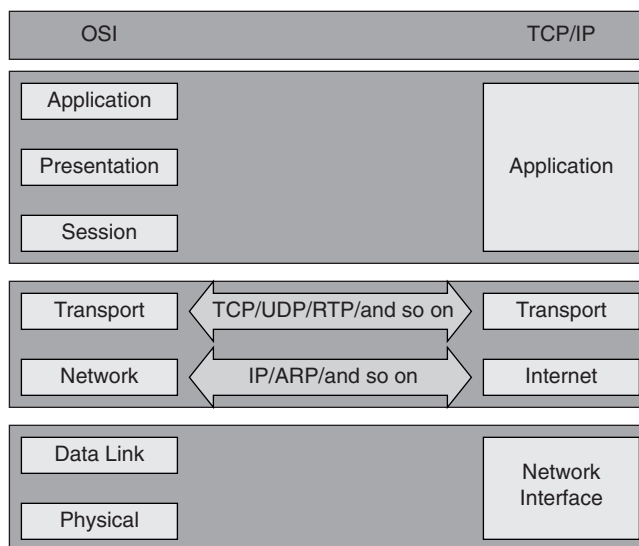 OSI TCP/IP
Application
Presentation
Session
Application
Transport TCP/UDP/RTP/and so on Transport
Network IP/ARP/and so on Internet
Data Link
Physical
Network
Interface